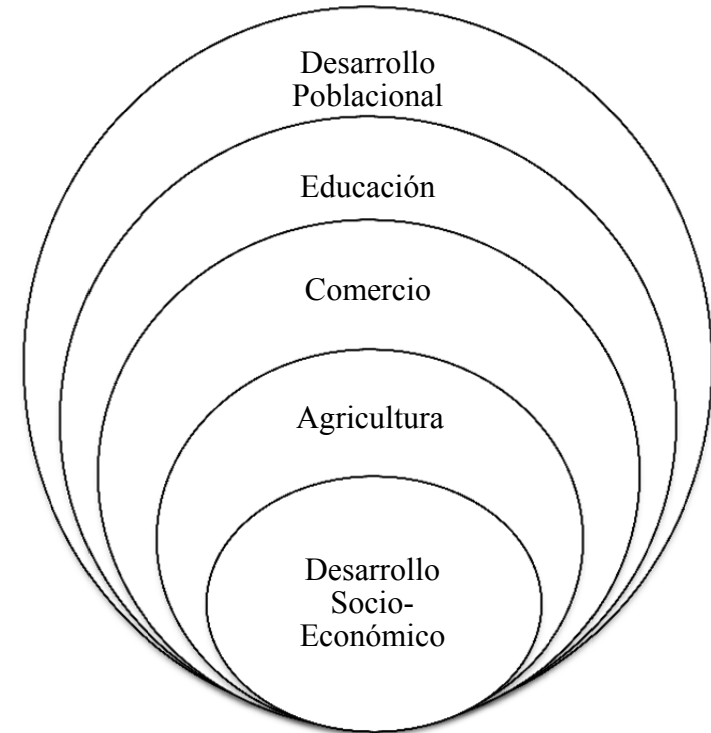 Desarrollo
Poblacional
Educación
Comercio
Agricultura
Desarrollo
Socio-
Económico